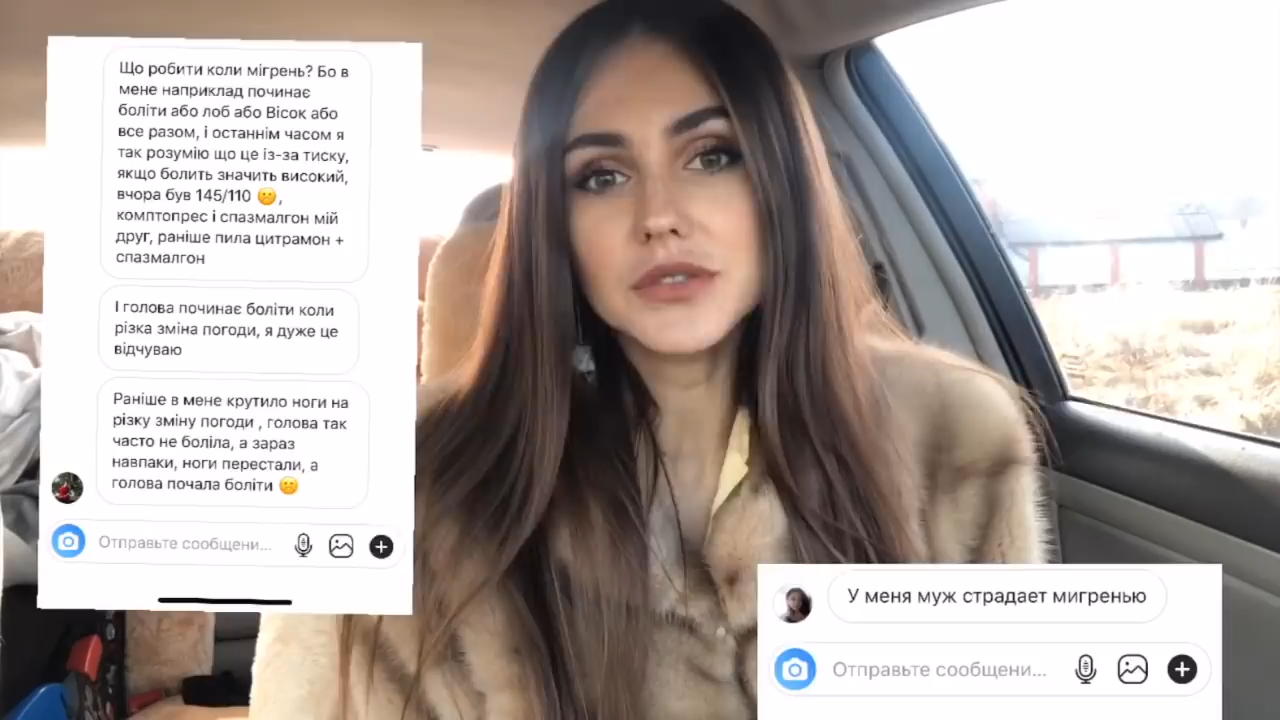 Що робити коли мігрень? Бо в
мене наприклад починає
боліти або лоб або Вісок або
все разом, і останнім часом я
так розумію що це із-за тиску,
якщо болить значить високий,
вчора був 145/110 🫤,
комптопрес і спазмалгон мій
друг, раніше пила цитрамон +
спазмалгон
І голова починає боліти коли
різка зміна погоди, я дуже це
відчуваю
Раніше в мене крутило ноги на
різку зміну погоди , голова так
часто не боліла, а зараз
навпаки, ноги перестали, а
голова почала боліти 🫤
Отправьте сообщени...
У меня муж страдает мигренью
Отправьте сообщени...